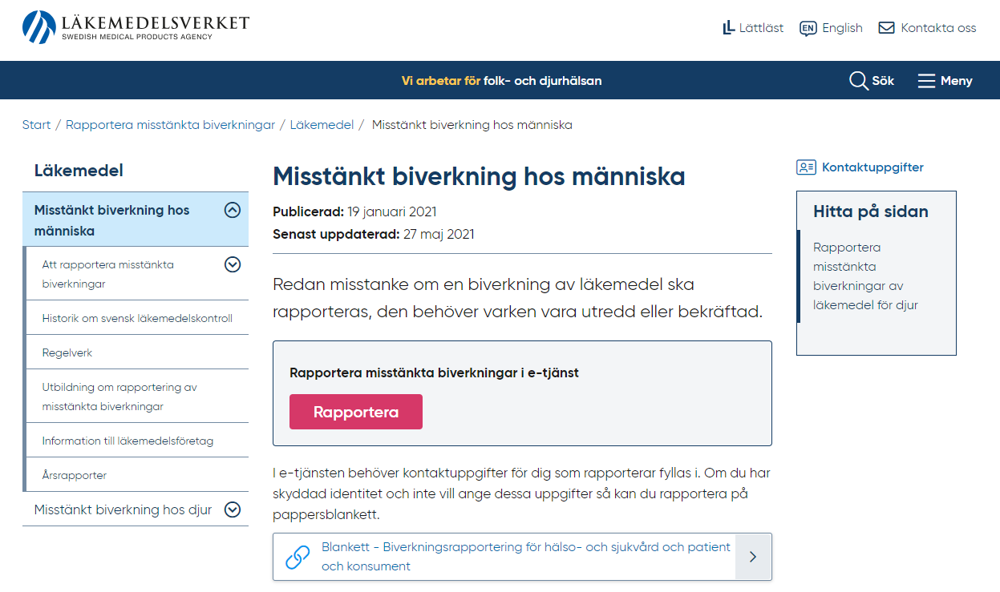 LÄKEMEDELSVERKET
SWEDISH MEDICAL PRODUCTS AGENCY
Lättläst
EN English
Kontakta oss
Vi arbetar för folk- och djurhälsan
Sök
Meny
Start / Rapportera misstänkta biverkningar / Läkemedel / Misstänkt biverkning hos människa
Läkemedel
Misstänkt biverkning hos
människa
Att rapportera misstänkta
biverkningar
Historik om svensk läkemedelskontroll
Regelverk
Utbildning om rapportering av
misstänkta biverkningar
Information till läkemedelsföretag
Årsrapporter
Misstänkt biverkning hos djur
Misstänkt biverkning hos människa
Publicerad: 19 januari 2021
Senast uppdaterad: 27 maj 2021
Redan misstanke om en biverkning av läkemedel ska
rapporteras, den behöver varken vara utredd eller bekräftad.
Rapportera misstänkta biverkningar i e-tjänst
Rapportera
I e-tjänsten behöver kontaktuppgifter för dig som rapporterar fyllas i. Om du har
skyddad identitet och inte vill ange dessa uppgifter så kan du rapportera på
pappersblankett.
Blankett - Biverkningsrapportering för hälso- och sjukvård och patient
och konsument
Kontaktuppgifter
Hitta på sidan
Rapportera
misstänkta
biverkningar av
läkemedel för djur